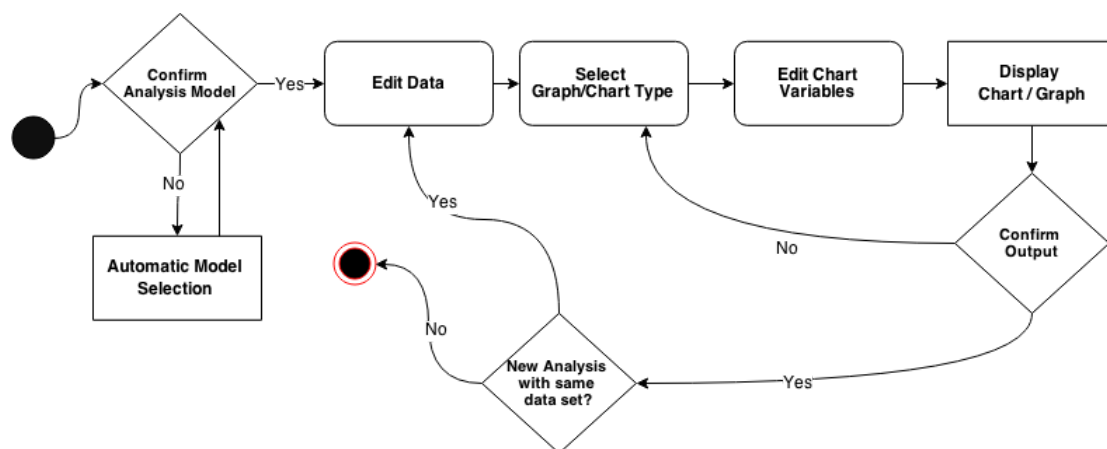 Confirm
Analysis Model
Yes
Edit Data
Select
Graph/Chart Type
Edit Chart
Variables
Display
Chart / Graph
No
Automatic Model
Selection
Yes
No
Confirm
Output
No
New Analysis
with same
data set?
Yes